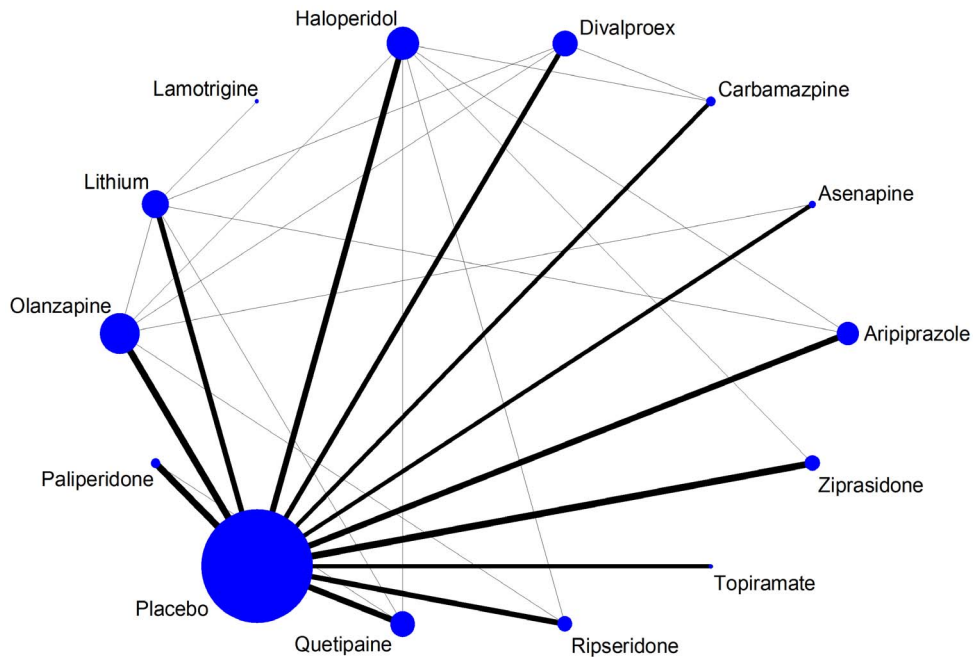 Haloperidol
Divalproex
Lamotrigine
Carbamazpine
Lithium
Asenapine
Olanzapine
Aripiprazole
Paliperidone
Ziprasidone
Topiramate
Placebo
Quetipaine
Ripseridone